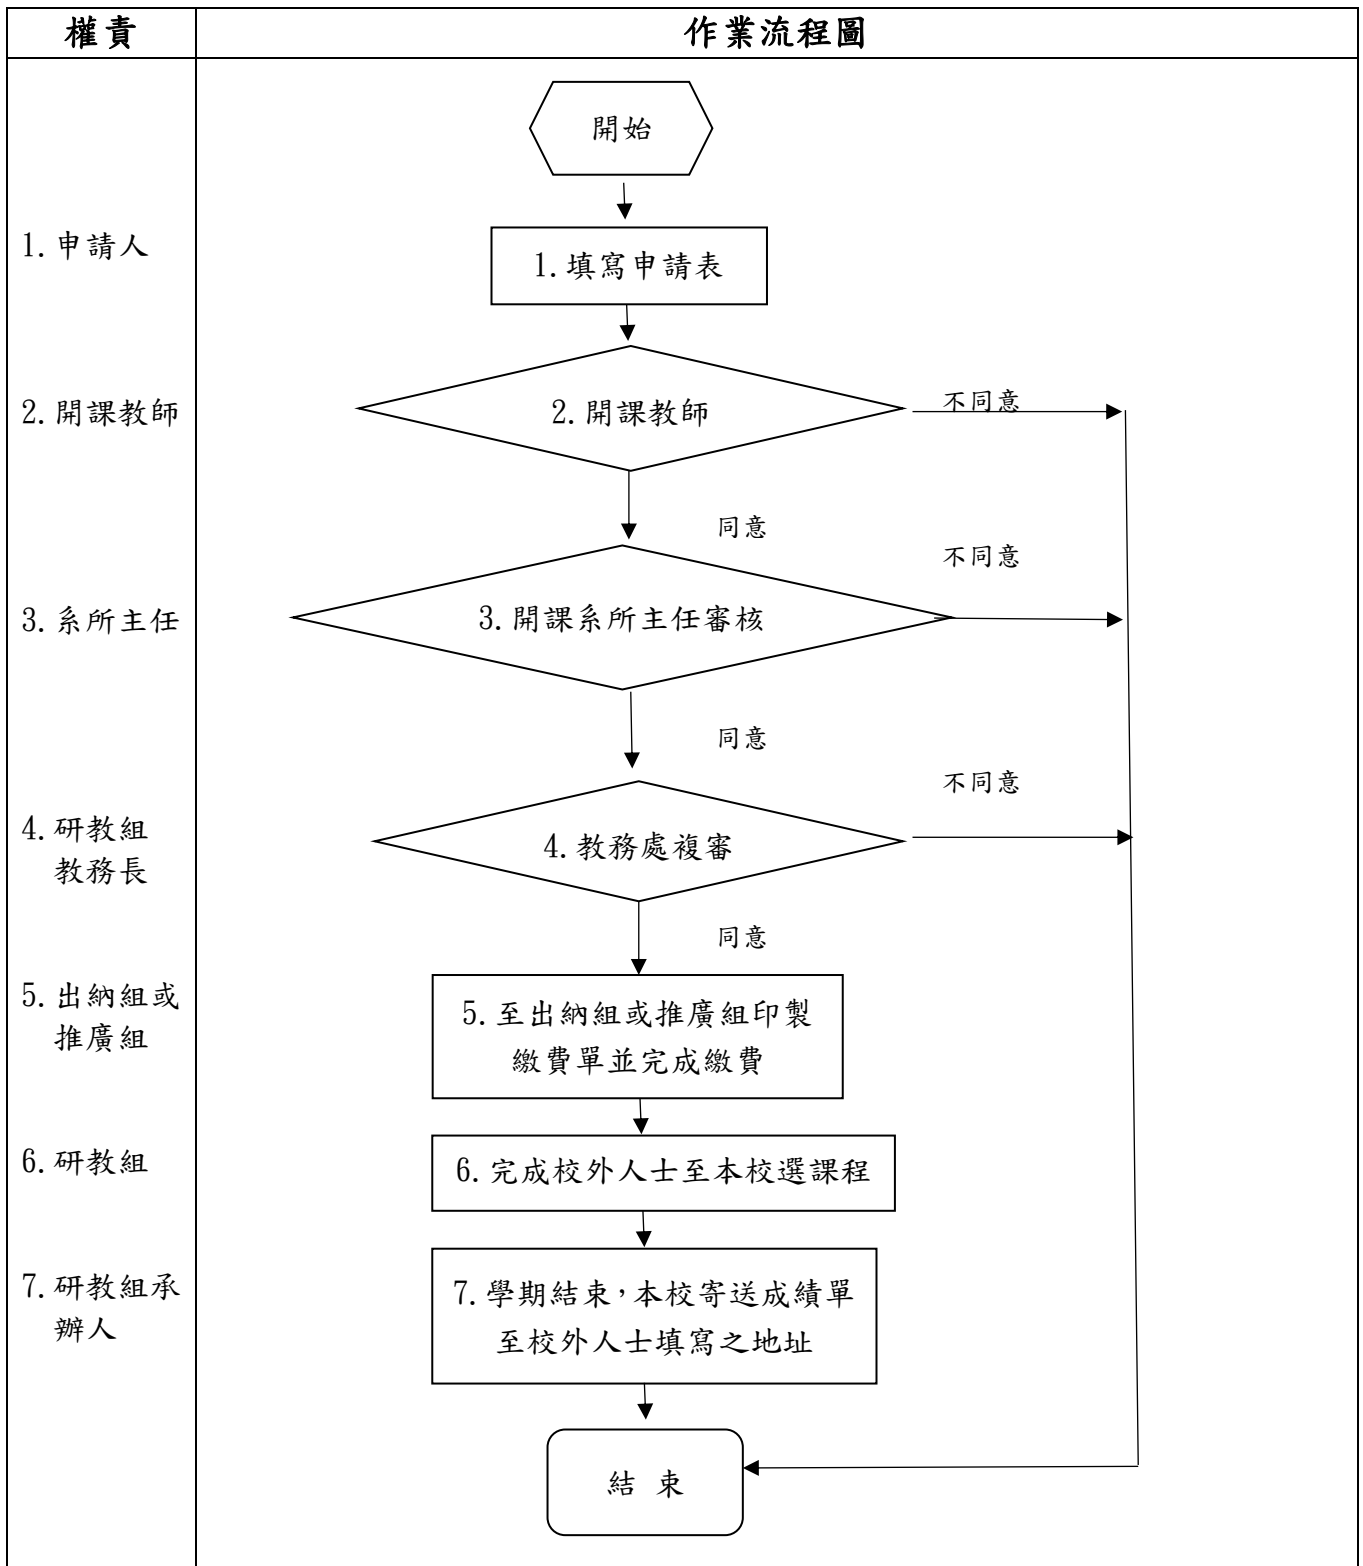 權責
作業流程圖
開始
1.申請人
1.填寫申請表
2.開課教師
2.開課教師
不同意
同意
不同意
3.系所主任
3.開課系所主任審核
同意
不同意
4.研教組
教務長
4.教務處複審
同意
5.出納組或
推廣組
5.至出納組或推廣組印製
繳費單並完成繳費
6.研教組
6.完成校外人士至本校選課程
7.研教組承
辦人
7.學期結束,本校寄送成績單
至校外人士填寫之地址
結 束